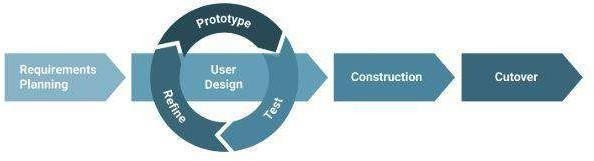 Requirements
Planning
Prototype
User
Design
Refine
Test
Construction
Cutover